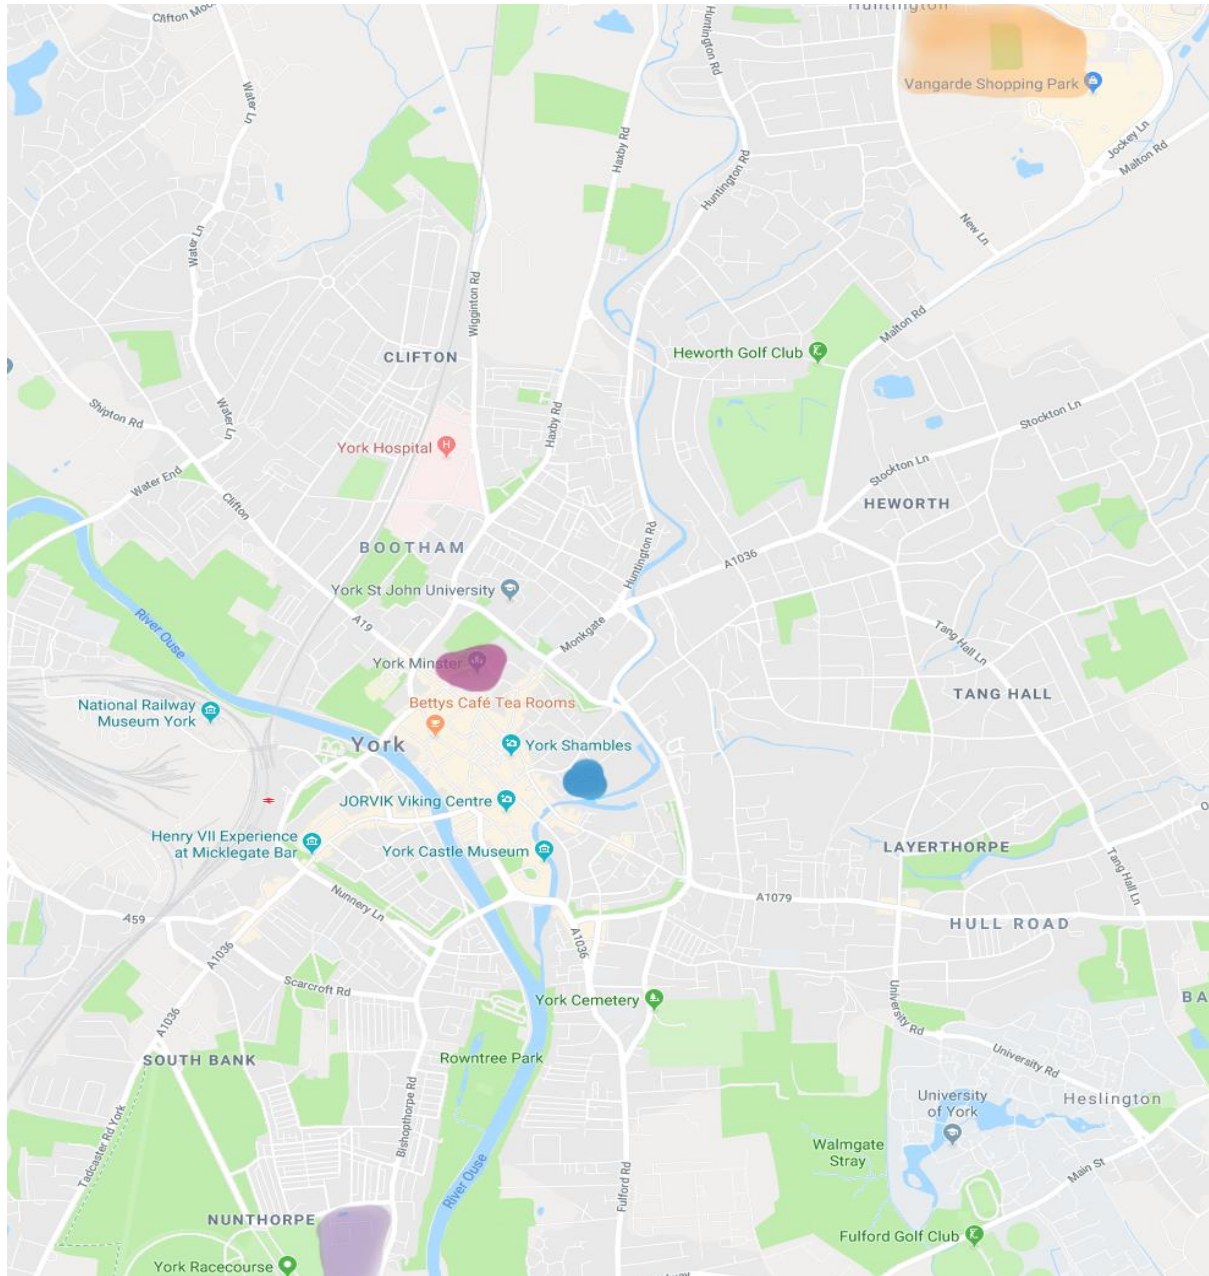 Clifton Moo
Huntington
Huntington Rd
Water Ln
Haxby Rd
Vangarde Shopping Park
Jockey Ln
Malton Rd
Huntington Rd
Water Ln
New Ln
Wigginton Rd
Malton Rd
Heworth Golf Club
CLIFTON
Shipton Rd
Water Ln
Haxby Rd
Stockton Ln
York Hospital
Stockton Ln
Water End
Clifton
HEWORTH
BOOTHAM
Huntington Rd
A1036
York St John University
River Ouse
A19
Monkgate
Tang Hall Ln
York Minster
TANG HALL
Bettys Café Tea Rooms
National Railway
Museum York
York
York Shambles
JORVIK Viking Centre
Henry VII Experience
at Micklegate Bar
York Castle Museum
LAYERTHORPE
Tang Hall Ln
Nunnery Ln
A59
A1079
HULL ROAD
A1036
A1036
Scarcroft Rd
York Cemetery
University Rd
BA
A1036
SOUTH BANK
Rowntree Park
University Rd
Bishopthorpe Rd
University
of York
Heslington
Tadcaster Rd York
Walmgate
Stray
Main St
River Ouse
Fulford Rd
NUNTHORPE
Fulford Golf Club
York Racecourse